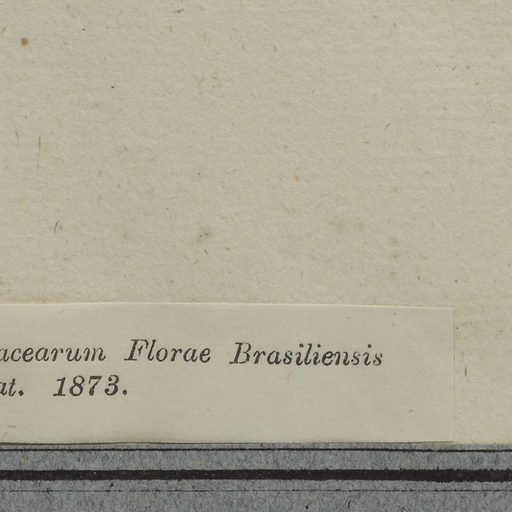 acearum Florae Brasiliensis
at. 1873.